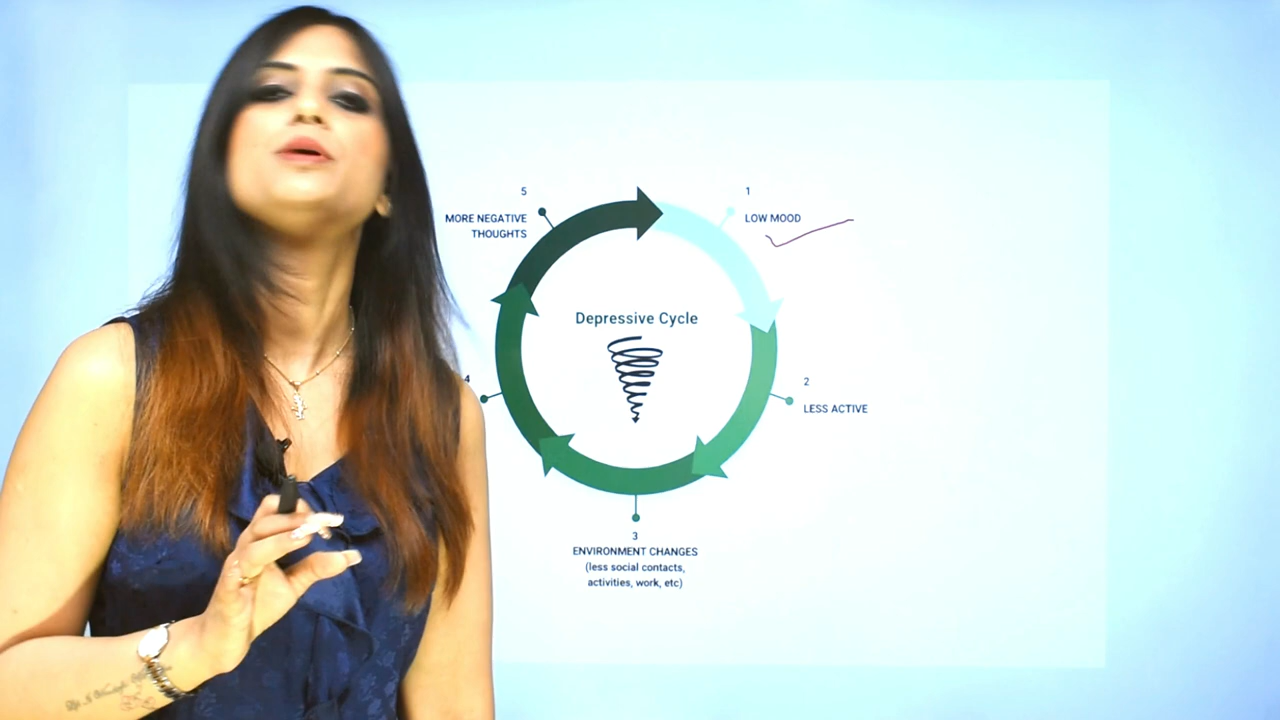 5
MORE NEGATIVE
THOUGHTS
1
LOW MOOD
Depressive Cycle
4
2
LESS ACTIVE
3
ENVIRONMENT CHANGES
(less social contacts,
activities, work, etc)